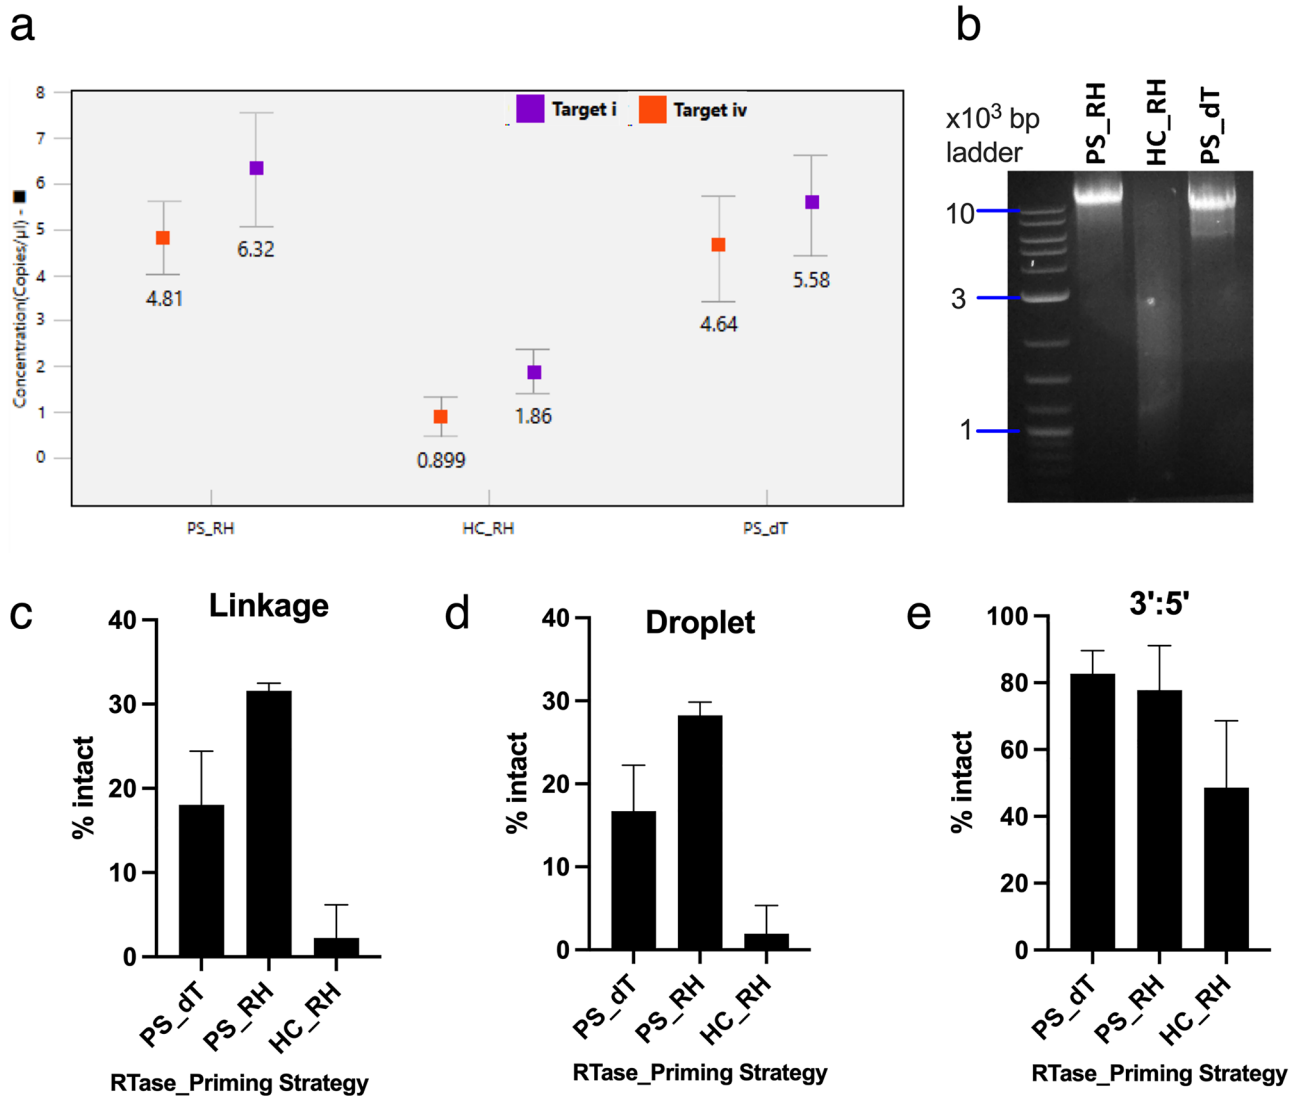 a
Concentration(Copies/µl) - ■
8
7
6
5
4
3
2
1
0
Target i
Target iv
4.81
6.32
0.899
1.86
4.64
5.58
PS_RH
HC_RH
PS_dT
b
x10³ bp
ladder
PS_RH
HC_RH
PS_dT
10
3
1
c
Linkage
% intact
40
30
20
10
0
PS_dT
PS_RH
HC_RH
RTase_Priming Strategy
d
Droplet
% intact
40
30
20
10
0
PS_dT
PS_RH
HC_RH
RTase_Priming Strategy
e
3':5'
% intact
100
80
60
40
20
0
PS_dT
PS_RH
HC_RH
RTase_Priming Strategy